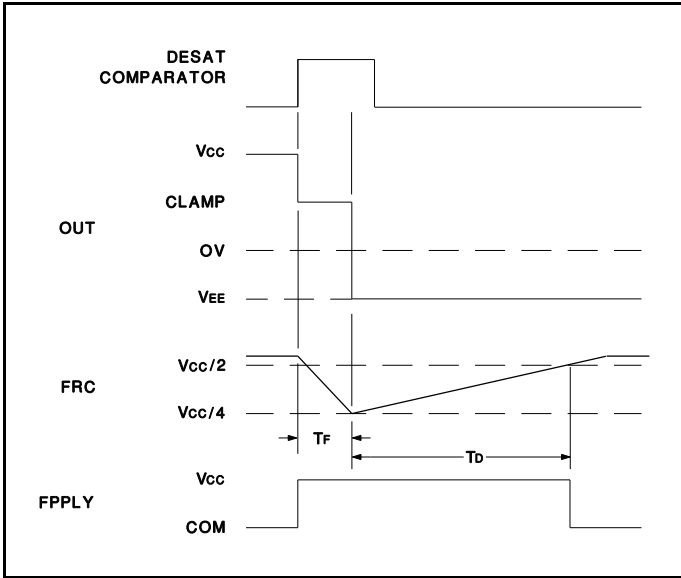 DESAT
COMPARATOR
VCC
CLAMP
OUT
OV
VEE
VCC/2
FRC
VCC/4
TF
TD
VCC
FPPLY
COM